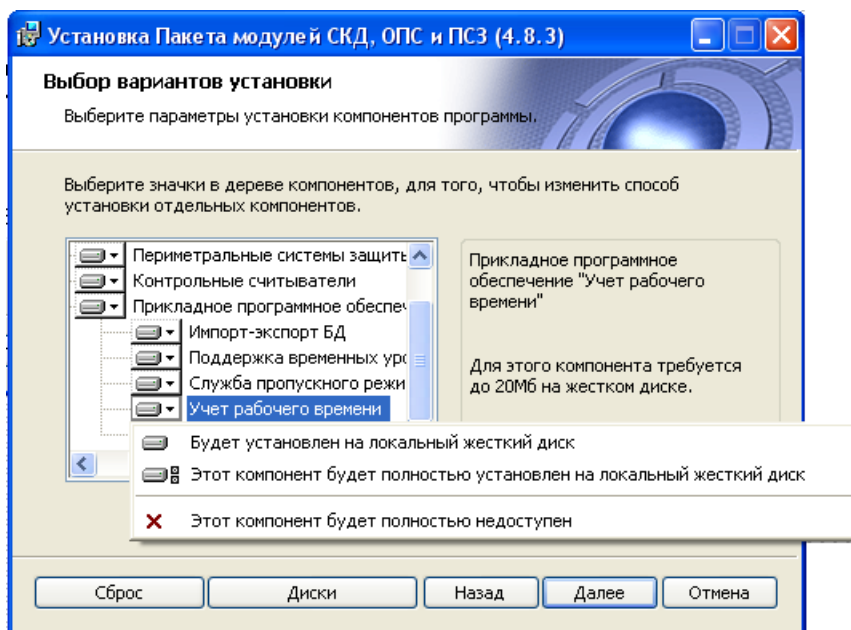 Установка Пакета модулей СКД, ОПС и ПСЗ (4.8.3)
Выбор вариантов установки
Выберите параметры установки компонентов программы.
Выберите значки в дереве компонентов, для того, чтобы изменить способ
установки отдельных компонентов.
Периметральные системы защиты
Контрольные считыватели
Прикладное программное обеспеч
Импорт-экспорт БД
Поддержка временных уро
Служба пропускного режи
Учет рабочего времени
Прикладное программное
обеспечение "Учет рабочего
времени"
Для этого компонента требуется
до 20Мб на жестком диске.
Будет установлен на локальный жесткий диск
Этот компонент будет полностью установлен на локальный жесткий диск
Этот компонент будет полностью недоступен
Сброс
Диски
Назад
Далее
Отмена